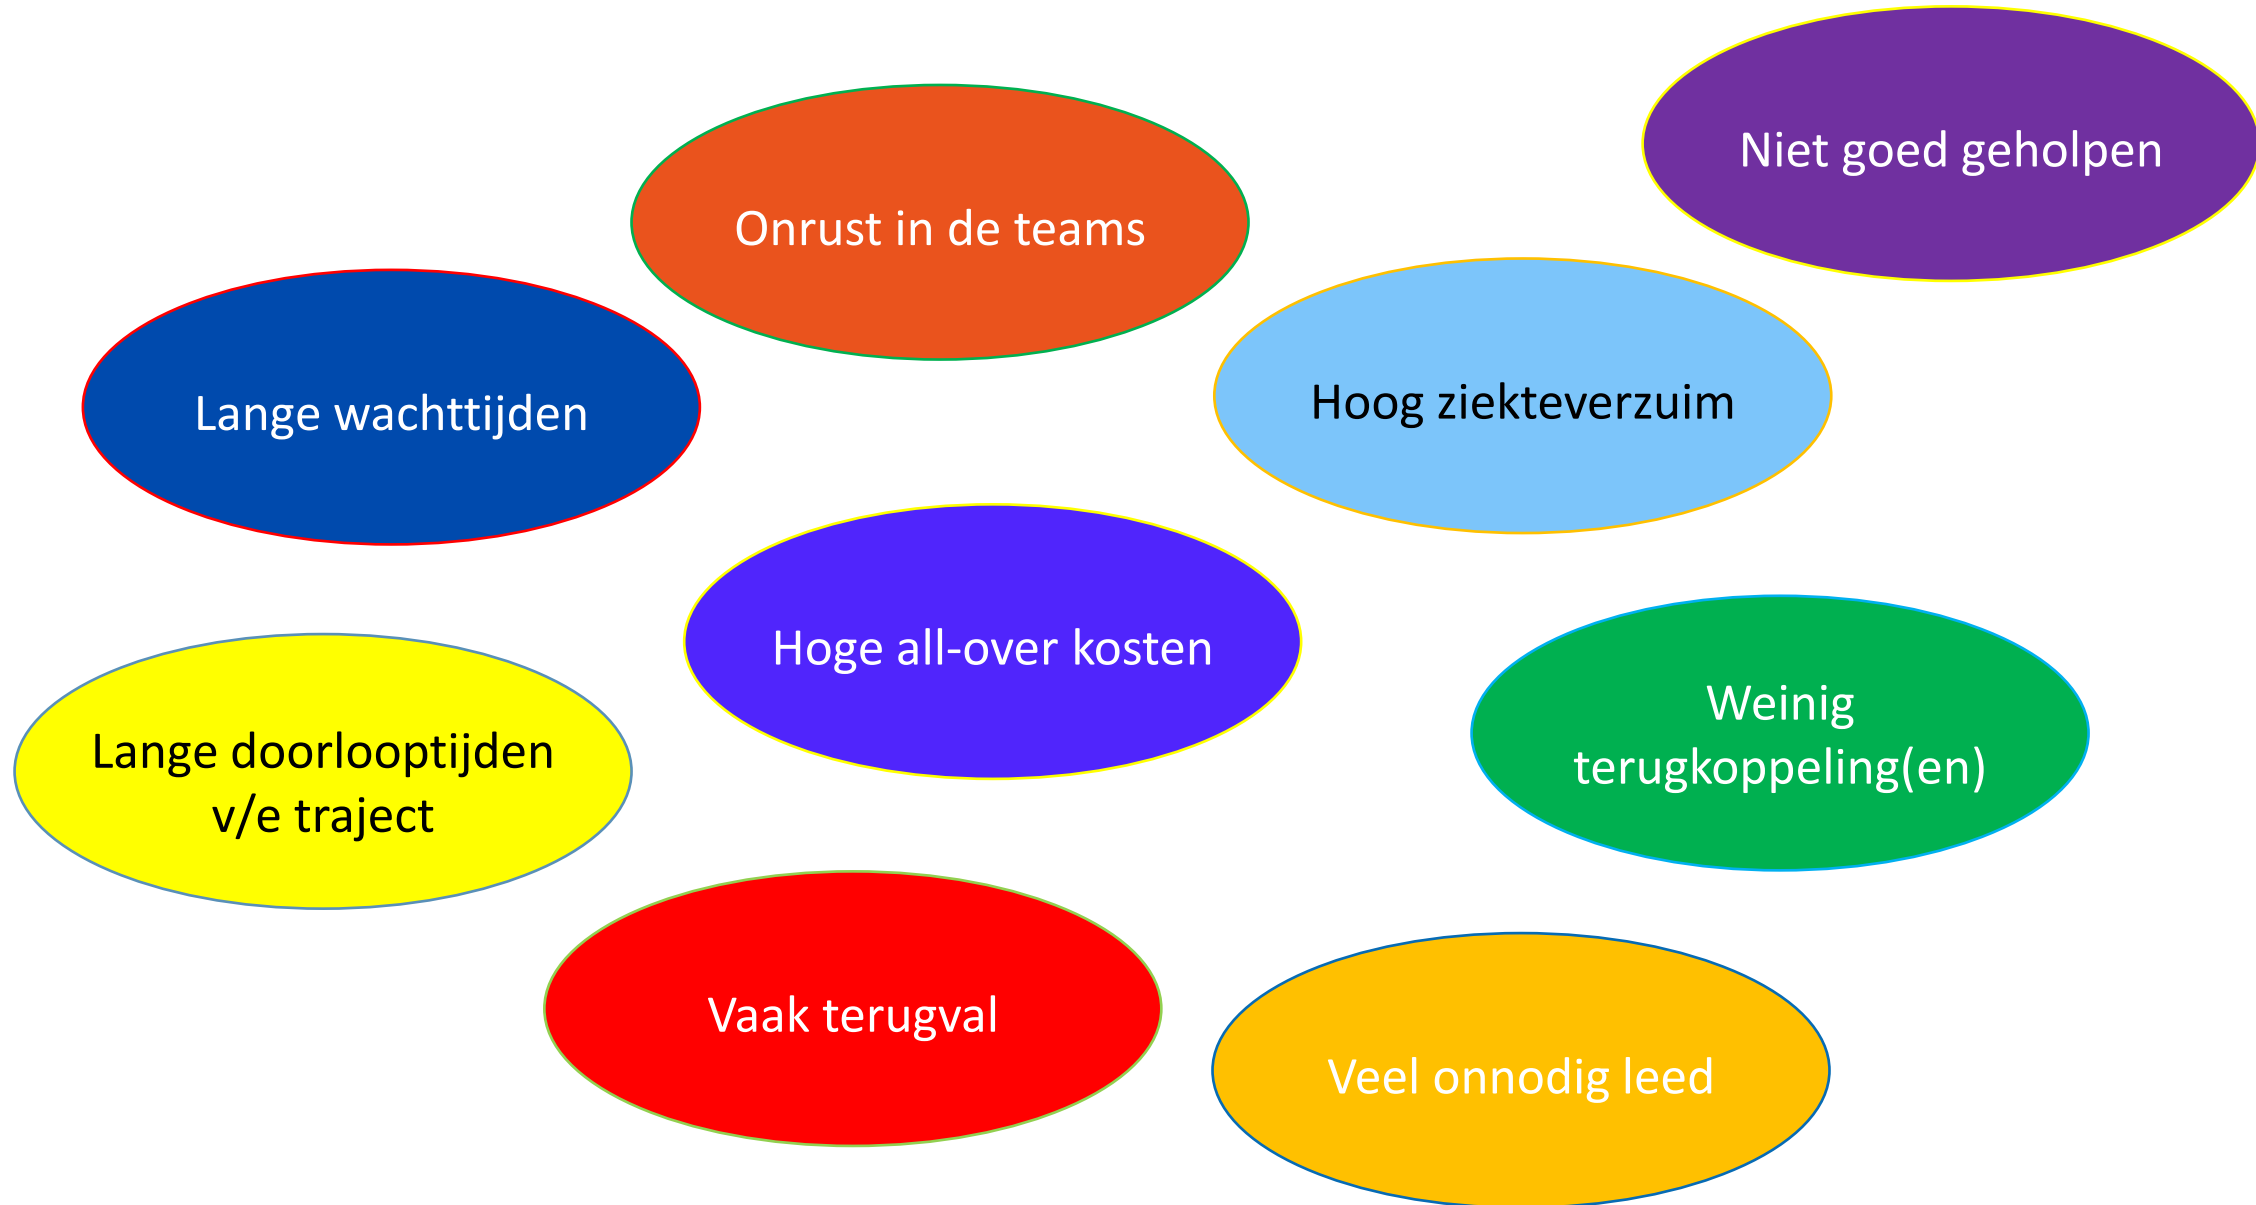 Niet goed geholpen
Onrust in de teams
Hoog ziekteverzuim
Lange wachttijden
Hoge all-over kosten
Weinig
terugkoppeling(en)
Lange doorlooptijden
v/e traject
Vaak terugval
Veel onnodig leed